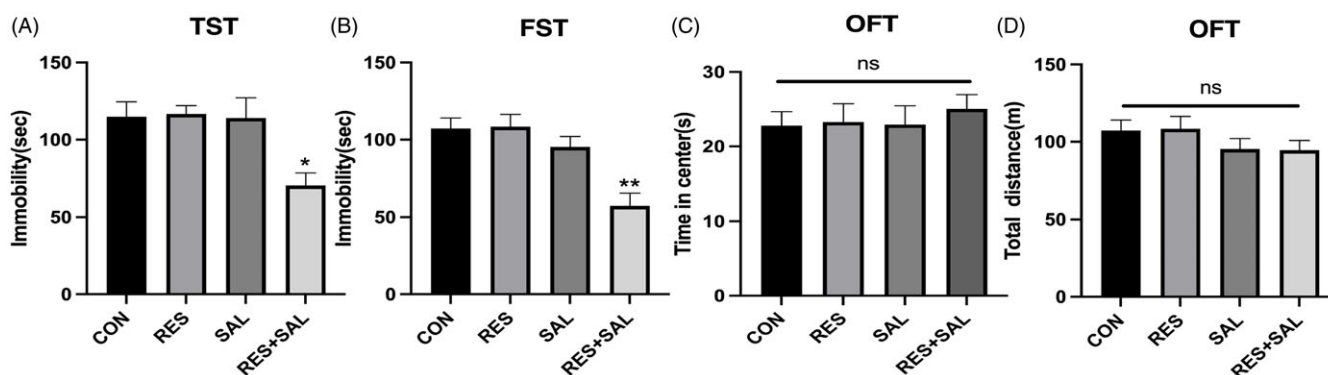 (A) TST
Immobility(sec)
150
100
50
0
*
CON RES SAL RES+SAL
(B) FST
Immobility(sec)
150
100
50
0
**
CON RES SAL RES+SAL
(C) OFT
Time in center(s)
30
20
10
0
ns
CON RES SAL RES+SAL
(D) OFT
Total distance(m)
150
100
50
0
ns
CON RES SAL RES+SAL